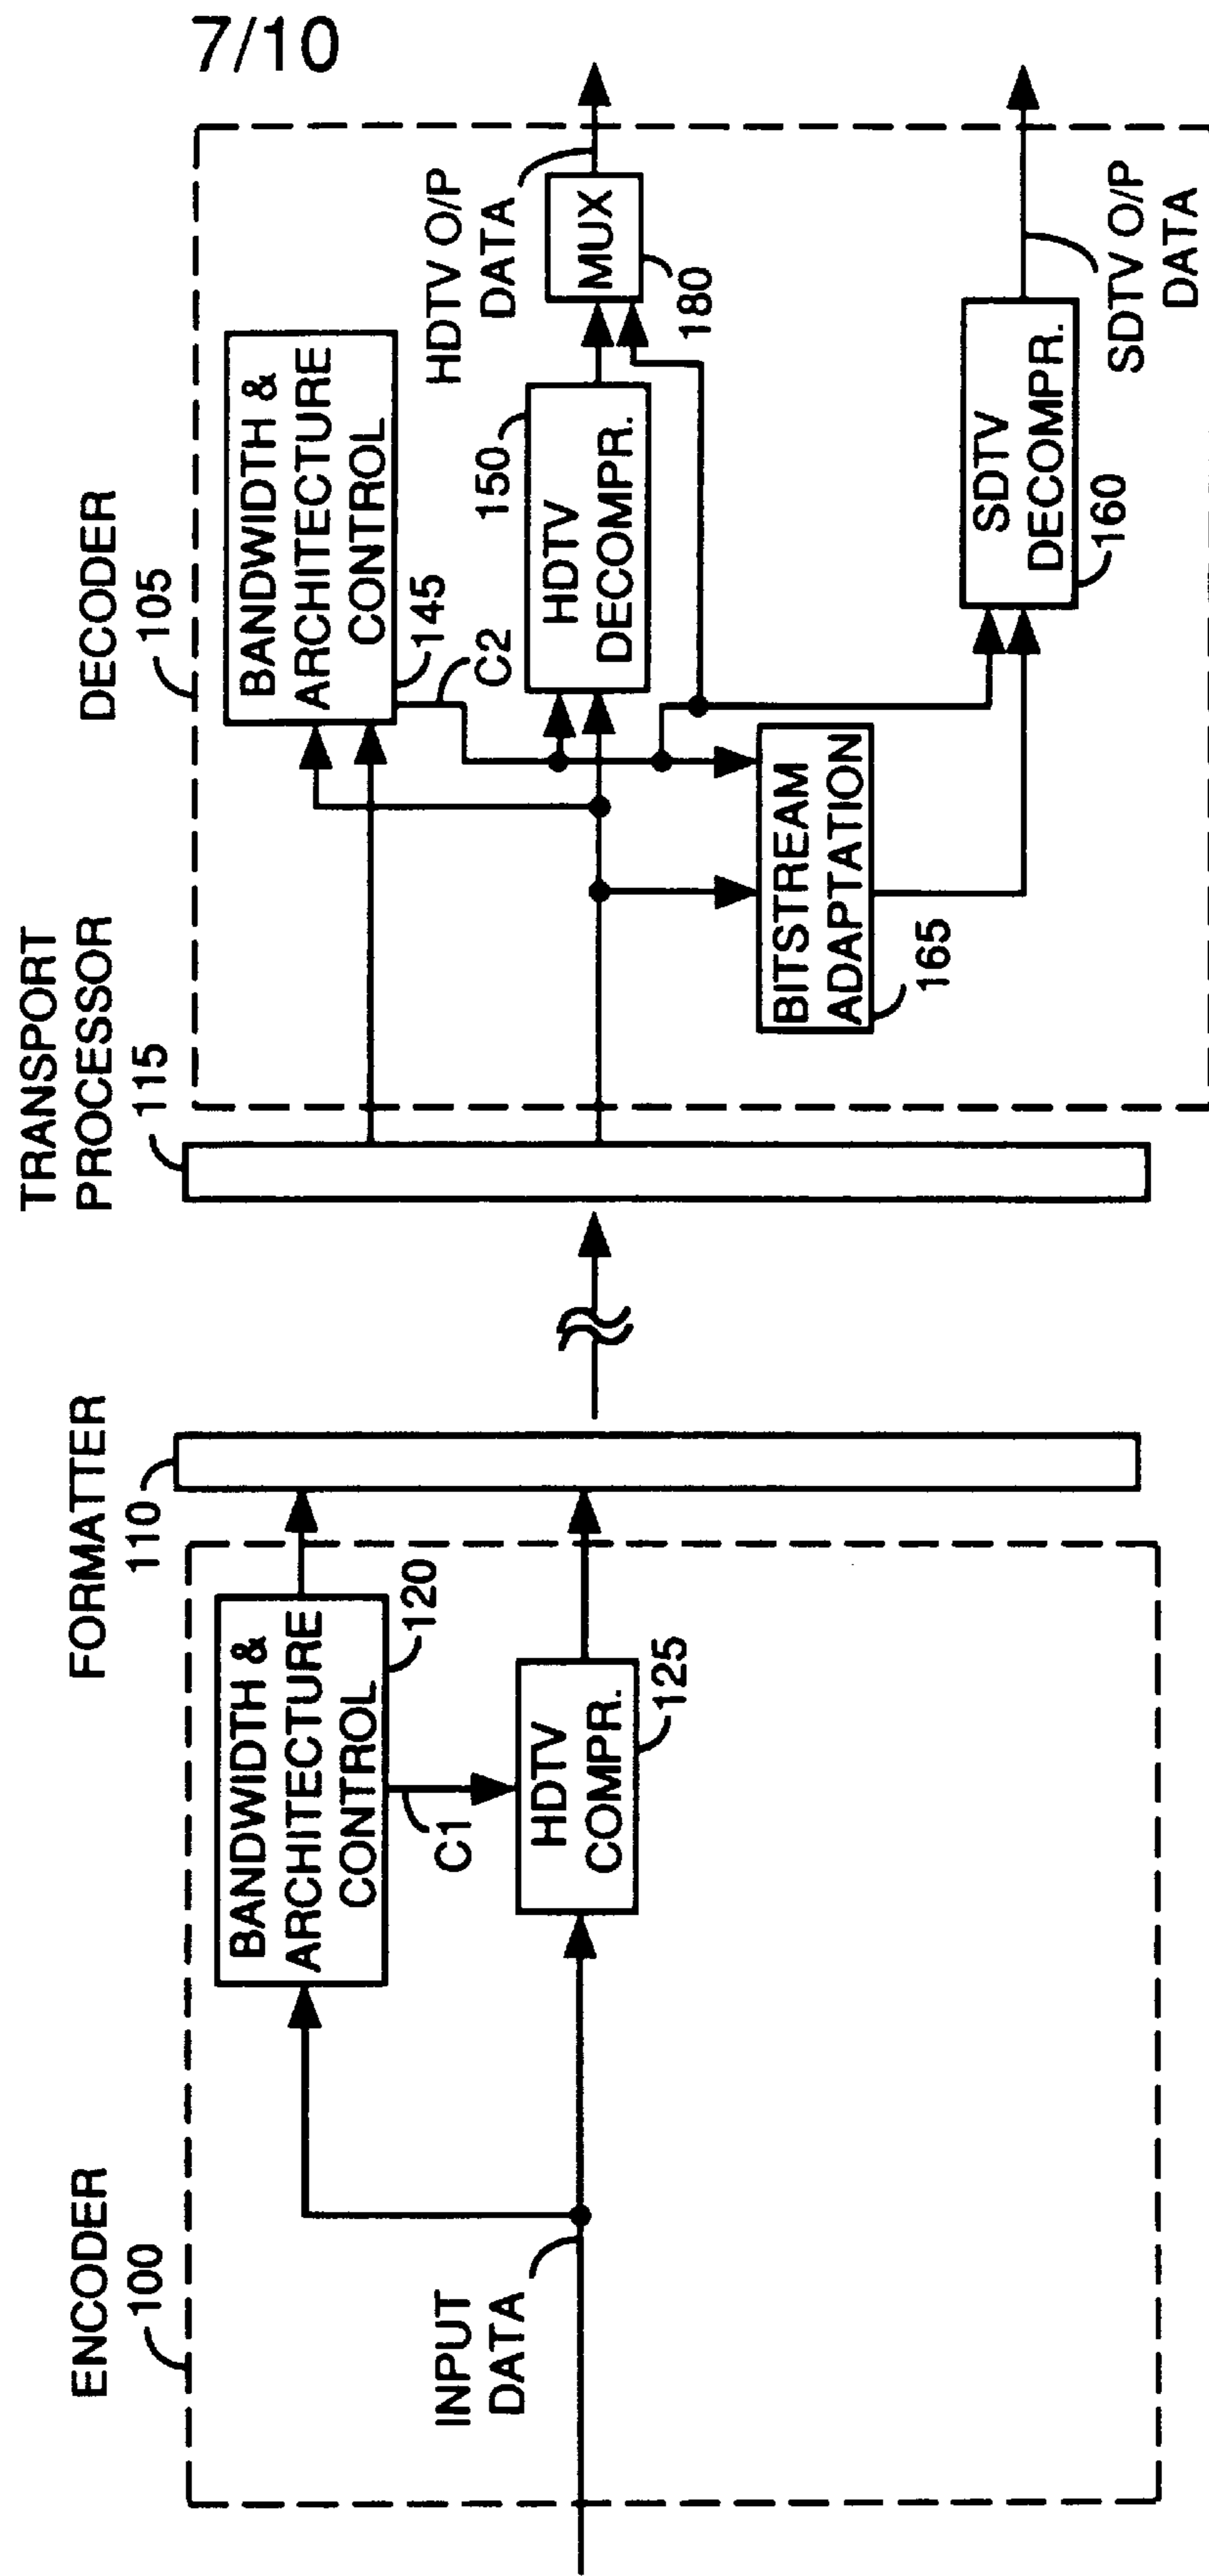 7/10
ENCODER
100
INPUT
DATA
BANDWIDTH &
ARCHITECTURE
CONTROL
120
C1
HDTV
COMPR.
125
FORMATTER
110
TRANSPORT
PROCESSOR
115
DECODER
105
BANDWIDTH &
ARCHITECTURE
CONTROL
145
C2
150
HDTV
DECOMPR.
HDTV O/P
DATA
MUX
180
BITSTREAM
ADAPTATION
165
SDTV
DECOMPR.
160
SDTV O/P
DATA